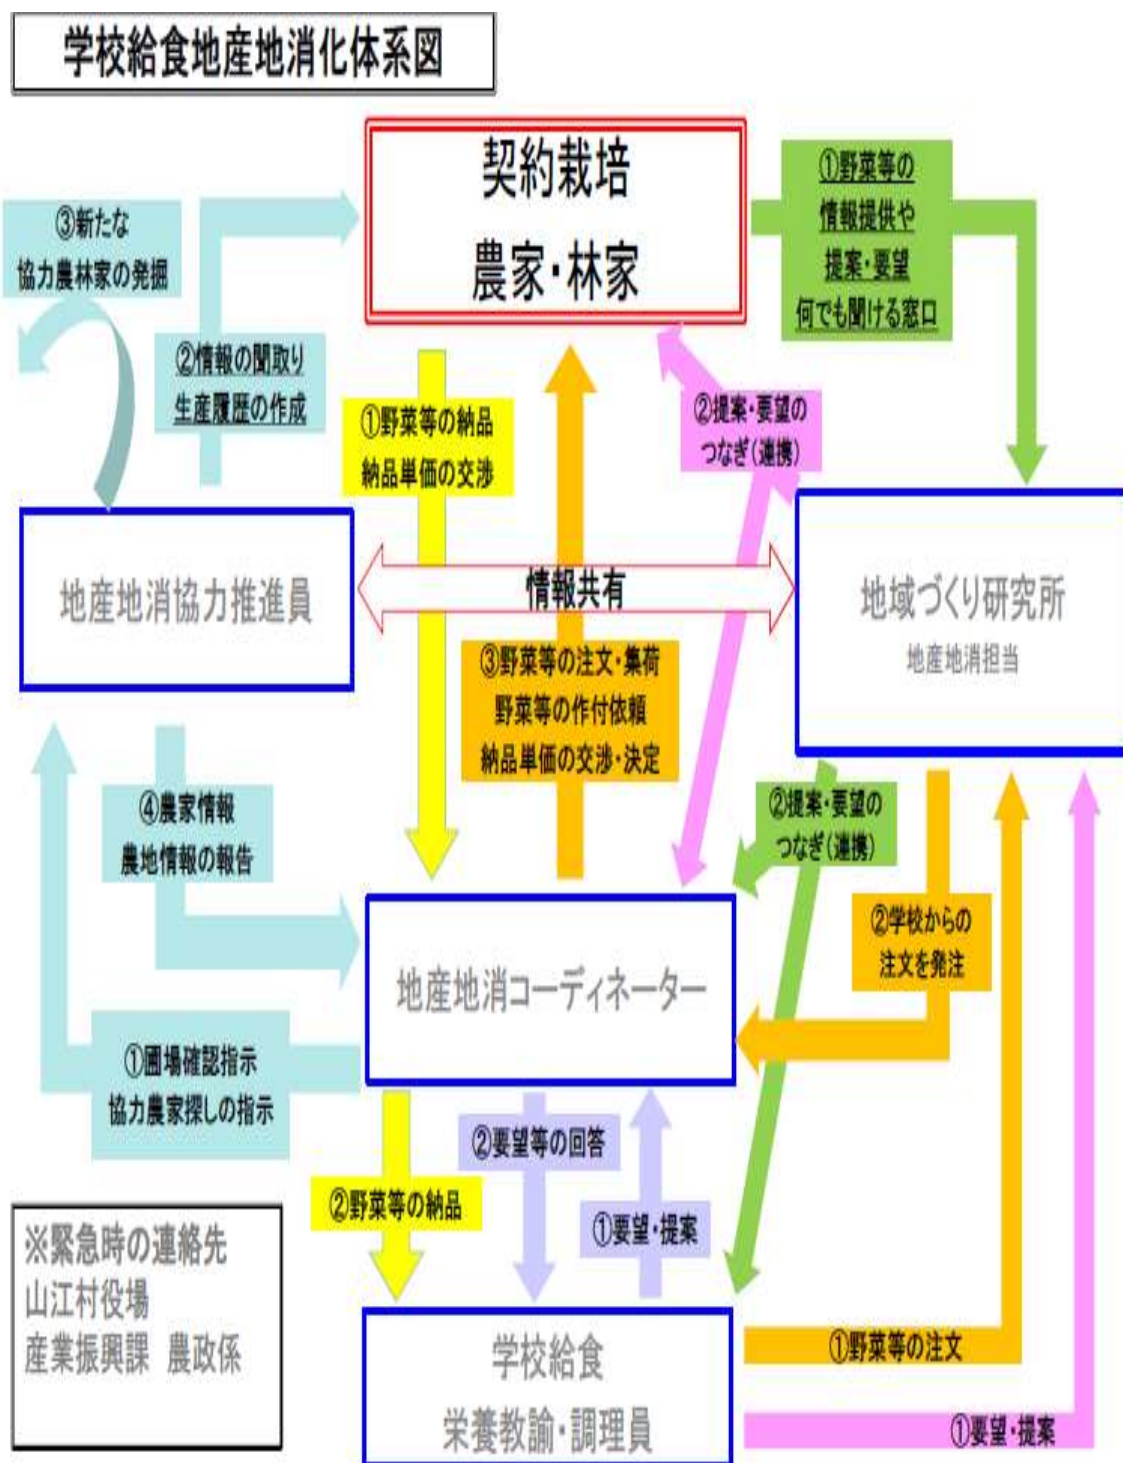 学校給食地産地消化体系図
契約栽培
農家・林家
①野菜等の
情報提供や
提案・要望
何でも聞ける窓口
③新たな
協力農林家の発掘
②情報の聞取り
生産履歴の作成
①野菜等の納品
納品単価の交渉
②提案・要望の
つなぎ(連携)
地産地消協力推進員
情報共有
地域づくり研究所
地産地消担当
③野菜等の注文・集荷
野菜等の作付依頼
納品単価の交渉・決定
④農家情報
農地情報の報告
②提案・要望の
つなぎ(連携)
②学校からの
注文を発注
地産地消コーディネーター
①圃場確認指示
協力農家探しの指示
②要望等の回答
②野菜等の納品
①要望・提案
※緊急時の連絡先
山江村役場
産業振興課 農政係
学校給食
栄養教諭・調理員
①野菜等の注文
①要望・提案